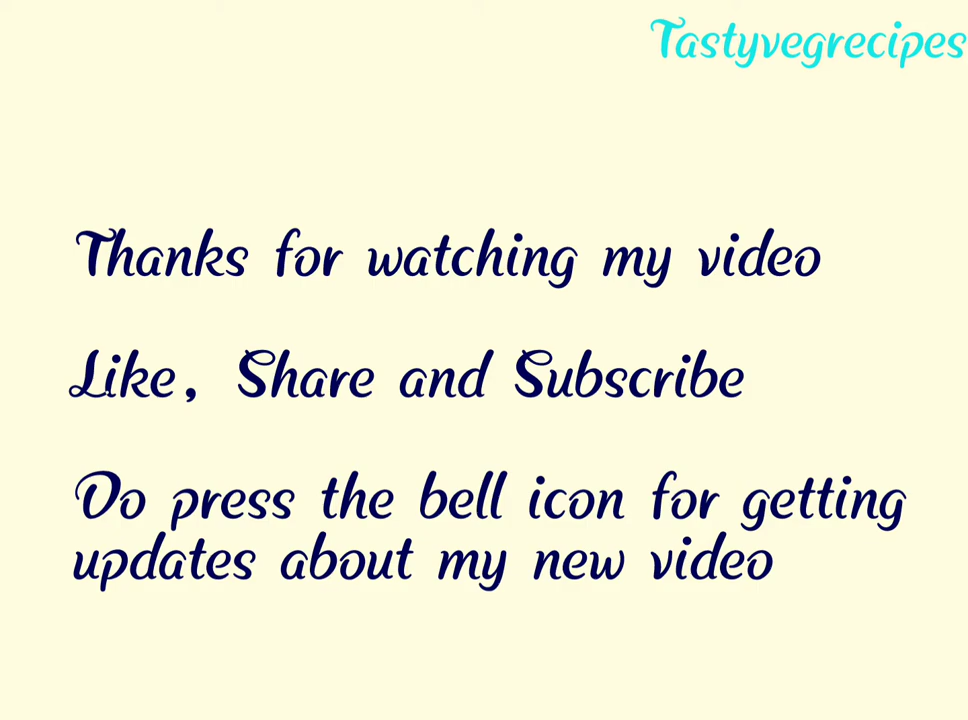 Tastyvegrecipes
Thanks for watching my video
Like, Share and Subscribe
Do press the bell icon for getting
updates about my new video